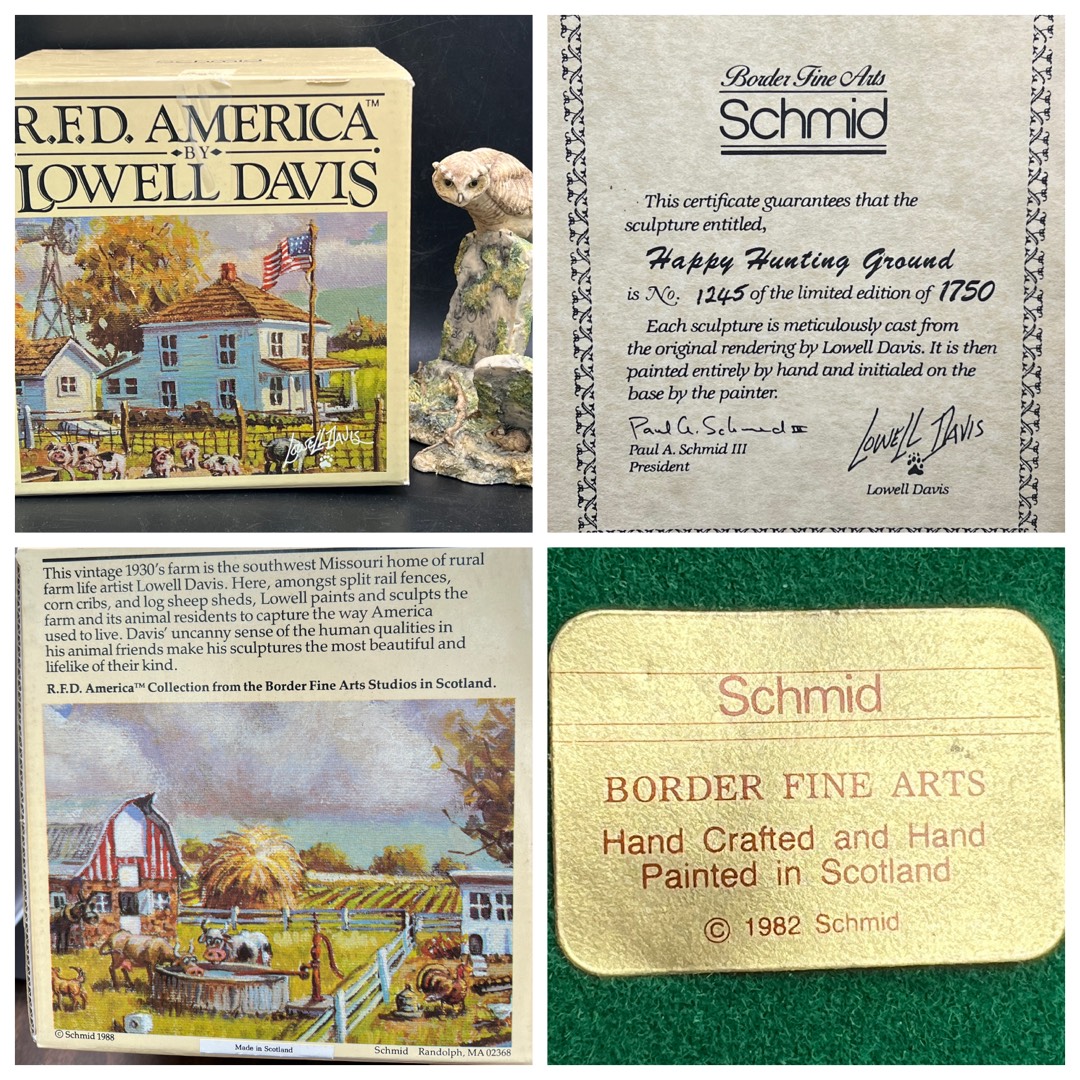 Schmid
R.F.D. AMERICA™
BY
LOWELL DAVIS
LOWELL DAVIS
Border Fine Arts
Schmid
This certificate guarantees that the
sculpture entitled,
Happy Hunting Ground
is No. 1245 of the limited edition of 1750
Each sculpture is meticulously cast from
the original rendering by Lowell Davis. It is then
painted entirely by hand and initialed on the
base by the painter.
Paul A. Schmid III
Paul A. Schmid III
President
LOWELL DAVIS
Lowell Davis
This vintage 1930's farm is the southwest Missouri home of rural
farm life artist Lowell Davis. Here, amongst split rail fences,
corn cribs, and log sheep sheds, Lowell paints and sculpts the
farm and its animal residents to capture the way America
used to live. Davis' uncanny sense of the human qualities in
his animal friends make his sculptures the most beautiful and
lifelike of their kind.
R.F.D. America™ Collection from the Border Fine Arts Studios in Scotland.
© Schmid 1988
Made in Scotland
Schmid Randolph, MA 02368
Schmid
BORDER FINE ARTS
Hand Crafted and Hand
Painted in Scotland
© 1982 Schmid